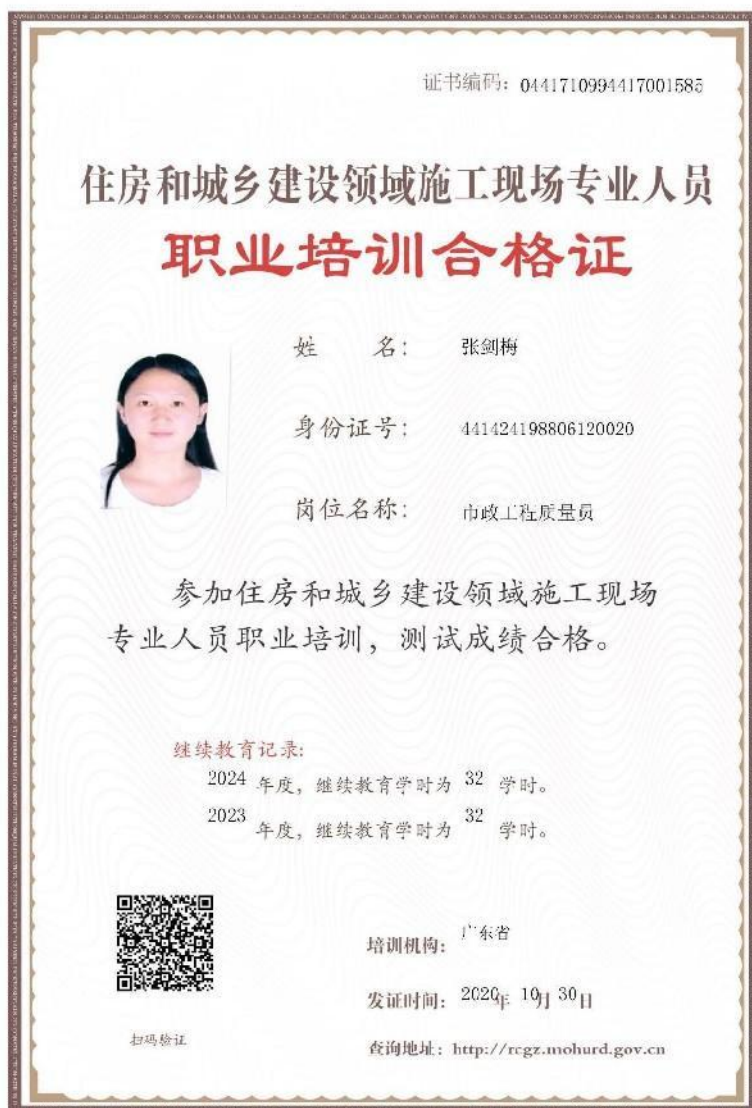 证书编码：0441710994417001585
住房和城乡建设领域施工现场专业人员
职业培训合格证
姓 名： 张剑梅
身份证号： 441424198806120020
岗位名称： 市政工程质量员
参加住房和城乡建设领域施工现场
专业人员职业培训，测试成绩合格。
继续教育记录:
2024 年度，继续教育学时为 32 学时。
2023 年度，继续教育学时为 32 学时。
培训机构： 广东省
发证时间： 2020年 10月 30日
扫码验证
查询地址：http://rcgz.mohurd.gov.cn